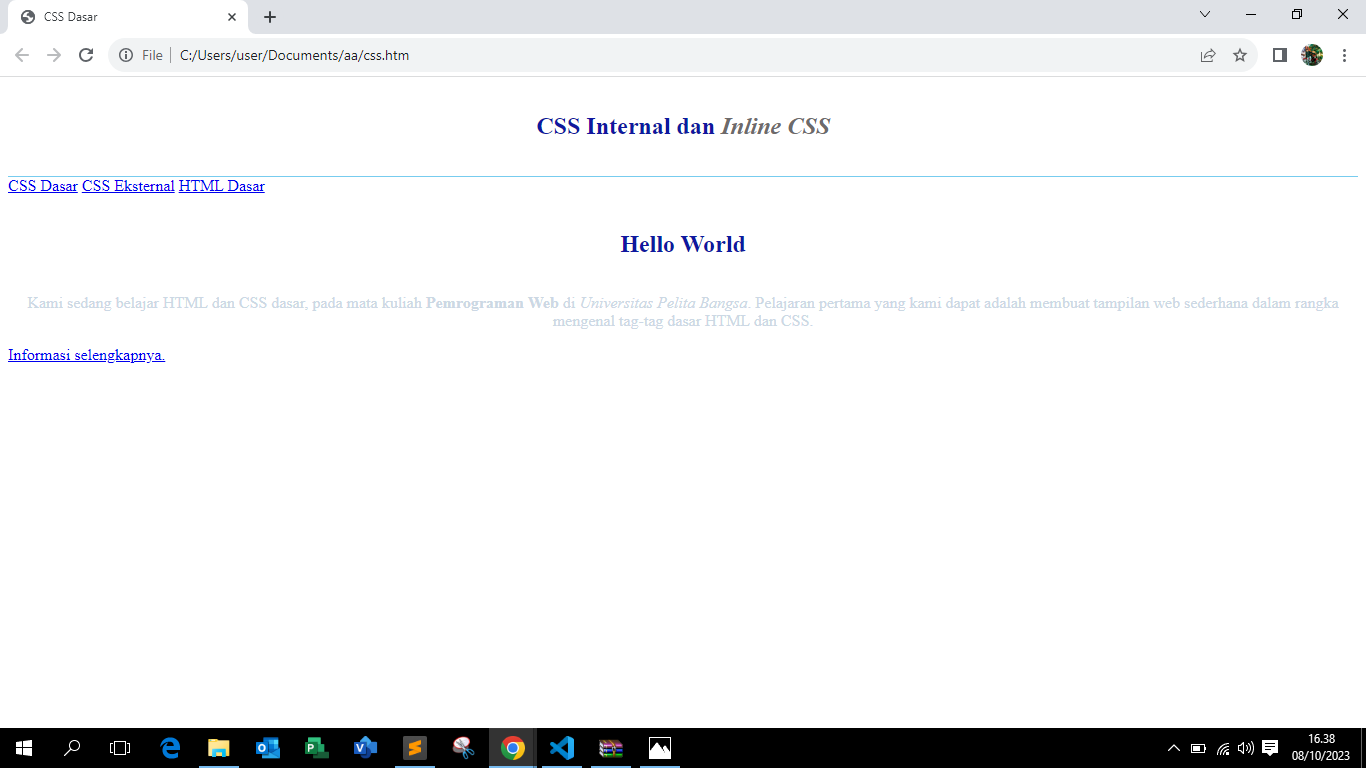 CSS Dasar
File C:/Users/user/Documents/aa/css.htm
CSS Internal dan Inline CSS
CSS Dasar CSS Eksternal HTML Dasar
Hello World
Kami sedang belajar HTML dan CSS dasar, pada mata kuliah Pemrograman Web di Universitas Pelita Bangsa. Pelajaran pertama yang kami dapat adalah membuat tampilan web sederhana dalam rangka
mengenal tag-tag dasar HTML dan CSS.
Informasi selengkapnya.
16.38
08/10/2023